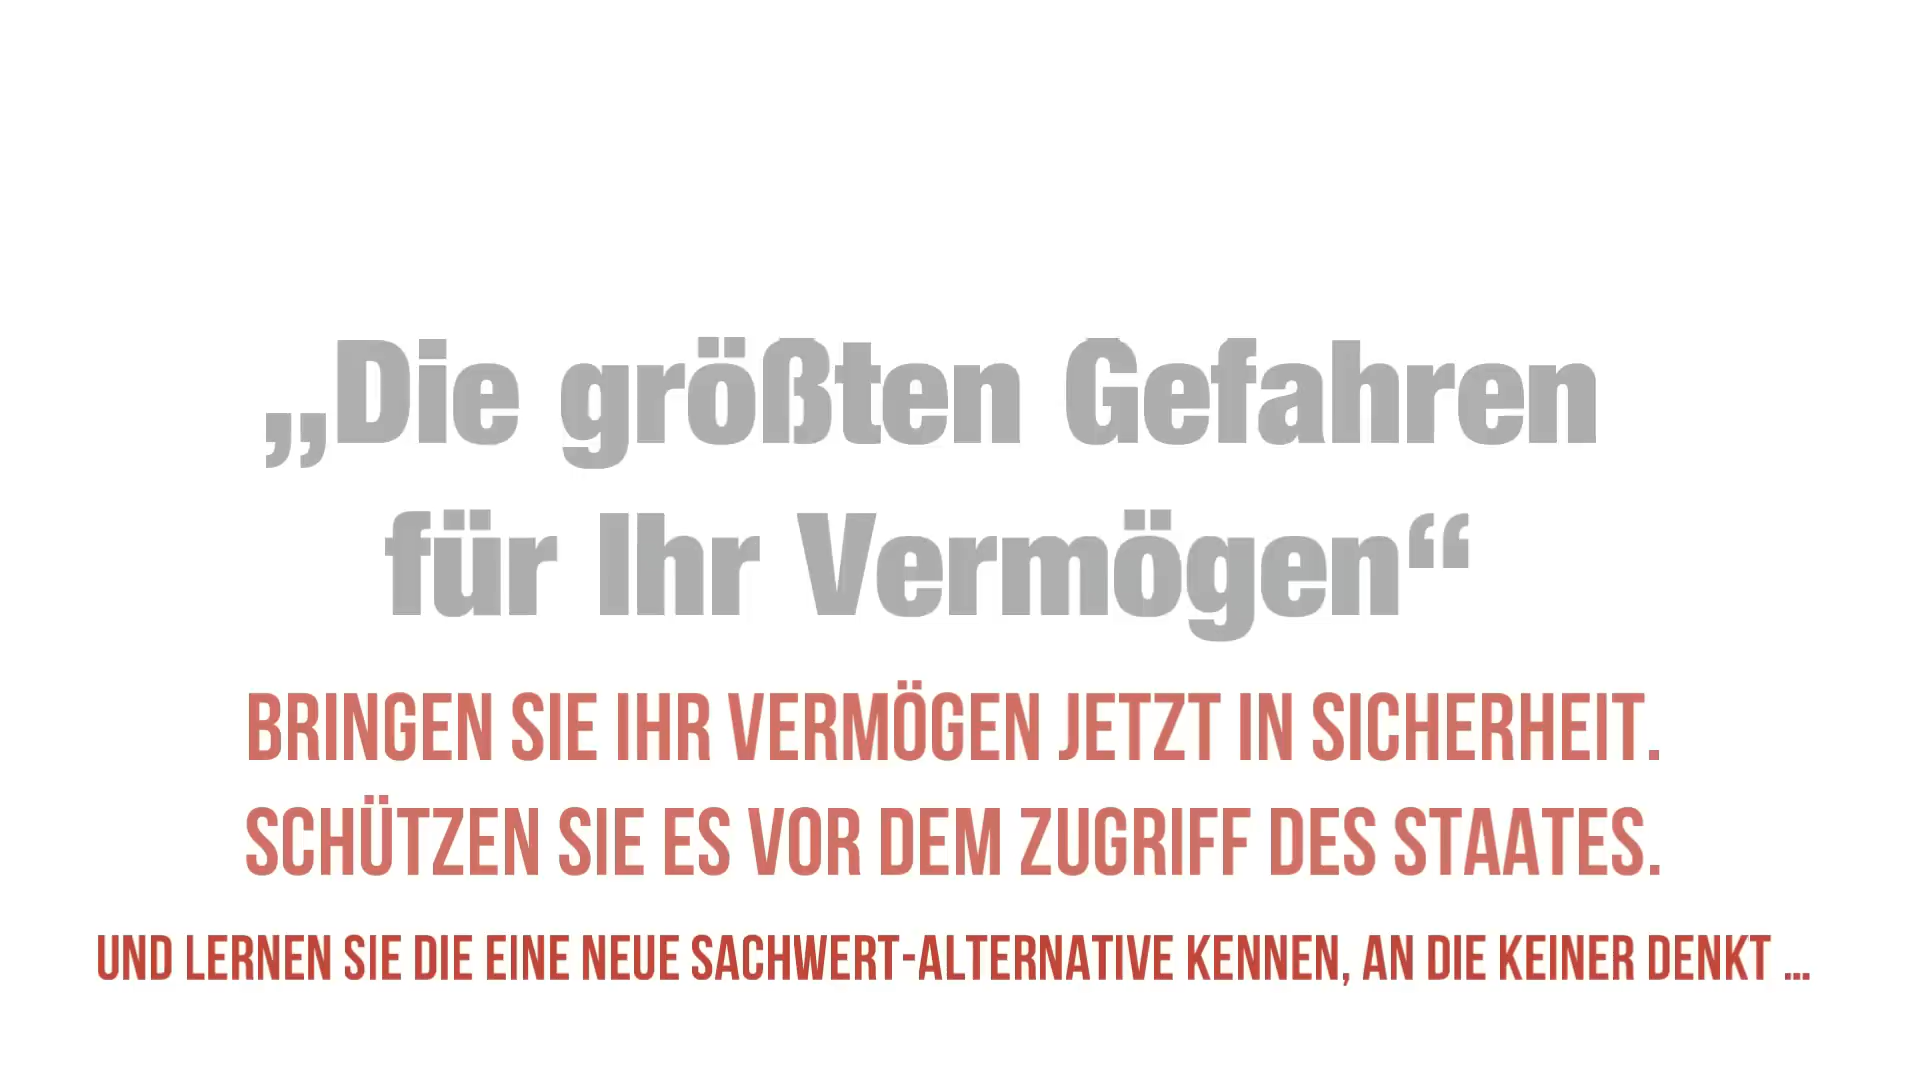 „Die größten Gefahren
für Ihr Vermögen“
BRINGEN SIE IHR VERMÖGEN JETZT IN SICHERHEIT.
SCHÜTZEN SIE ES VOR DEM ZUGRIFF DES STAATES.
UND LERNEN SIE DIE EINE NEUE SACHWERT-ALTERNATIVE KENNEN, AN DIE KEINER DENKT ...